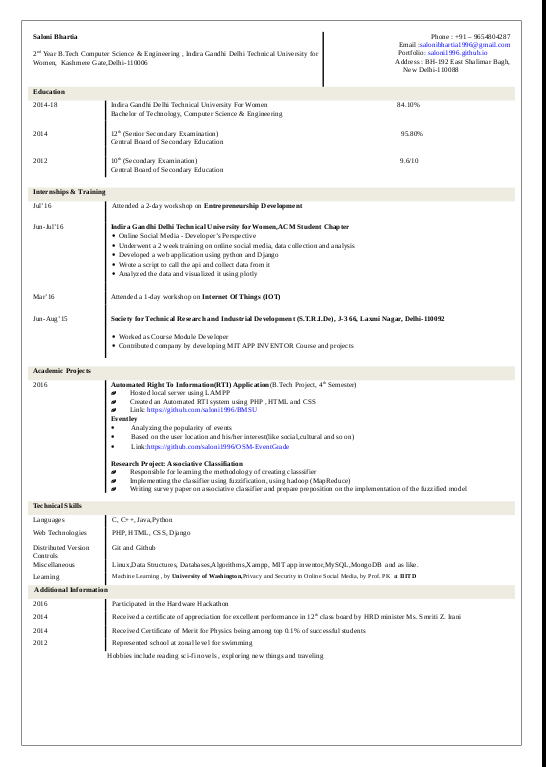 Saloni Bhartia
2nd Year B.Tech Computer Science & Engineering , Indira Gandhi Delhi Technical University for
Women, Kashmere Gate,Delhi-110006
Phone : +91 – 9654804287
Email :salonibhartia1996@gmail.com
Portfolio: saloni1996.github.io
Address : BH-192 East Shalimar Bagh,
New Delhi-110088
Education
2014-18 Indira Gandhi Delhi Technical University For Women 84.10%
Bachelor of Technology, Computer Science & Engineering
2014 12th (Senior Secondary Examination) 95.80%
Central Board of Secondary Education
2012 10th (Secondary Examination) 9.6/10
Central Board of Secondary Education
Internships & Training
Jul'16 Attended a 2-day workshop on Entrepreneurship Development
Jun-Jul'16 Indira Gandhi Delhi Technical University for Women,ACM Student Chapter
• Online Social Media - Developer's Perspective
• Underwent a 2 week training on online social media, data collection and analysis
• Developed a web application using python and Django
• Wrote a script to call the api and collect data from it
• Analyzed the data and visualized it using plotly
Mar'16 Attended a 1-day workshop on Internet Of Things (IOT)
Jun-Aug'15 Society for Technical Research and Industrial Development (S.T.R.I.De), J-3 66, Laxmi Nagar, Delhi-110092
• Worked as Course Module Developer
• Contributed company by developing MIT APP INVENTOR Course and projects
Academic Projects
2016 Automated Right To Information(RTI) Application (B.Tech Project, 4th Semester)
Hosted local server using LAMPP
Created an Automated RTI system using PHP , HTML and CSS
Link: https://github.com/saloni1996/BMSU
Eventley
• Analyzing the popularity of events
• Based on the user location and his/her interest(like social,cultural and so on)
• Link:https://github.com/saloni1996/OSM-EventGrade
Research Project: Associative Classifiation
Responsible for learning the methodology of creating classsifier
Implementing the classifier using fuzzification, using hadoop (MapReduce)
Writing survey paper on associative classifier and prepare preposition on the implementation of the fuzzified model
Technical Skills
Languages C, C++, Java,Python
Web Technologies PHP, HTML, CSS, Django
Distributed Version Git and Github
Controls
Miscellaneous Linux,Data Structures, Databases,Algorithms,Xampp, MIT app inventor,MySQL,MongoDB and as like.
Learning Machine Learning , by University of Washington,Privacy and Security in Online Social Media, by Prof. PK
Additional Information
2016 Participated in the Hardware Hackathon
2014 Received a certificate of appreciation for excellent performance in 12th class board by HRD minister Ms. Smriti Z. Irani
2014 Received Certificate of Merit for Physics being among top 0.1% of successful students
2012 Represented school at zonal level for swimming
Hobbies include reading sci-fi novels , exploring new things and traveling